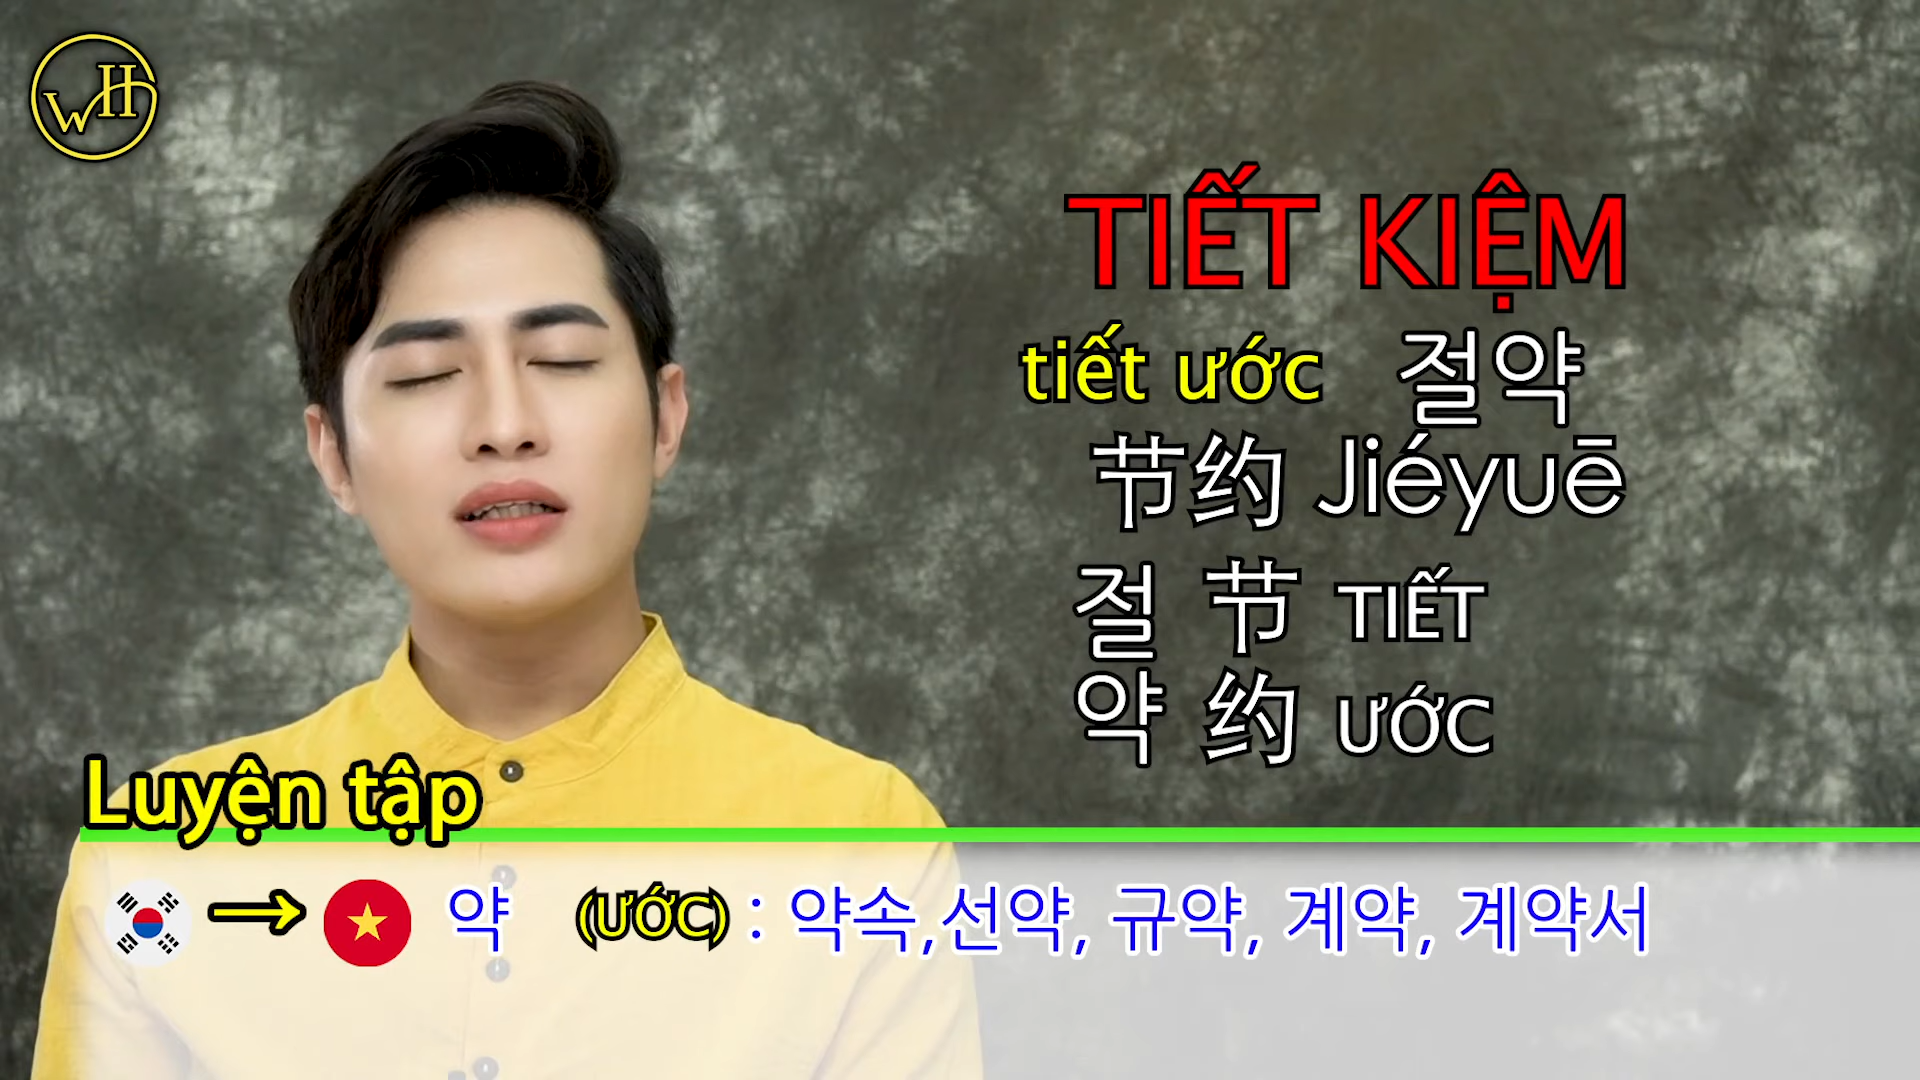 WH
TIẾT KIỆM
tiết ước 절약
节约 Jiéyuē
절 节 TIẾT
약 约 ƯỚC
Luyện tập
약 (ƯỚC) : 약속,선약, 규약, 계약, 계약서